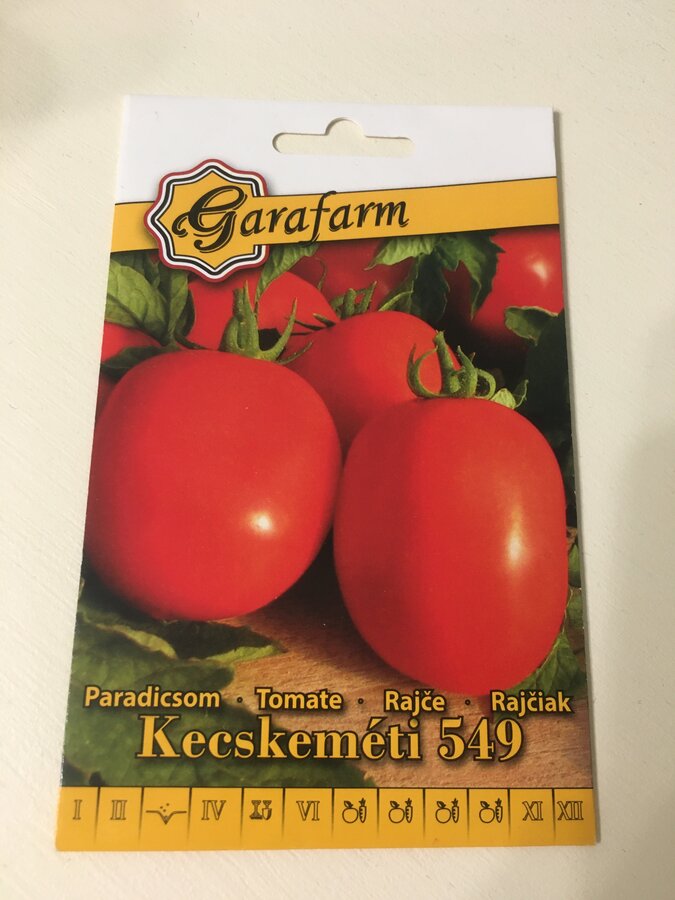 Garafarm
Paradicsom · Tomate · Rajče · Rajčiak
Kecskeméti 549
I II IV VI XI XII